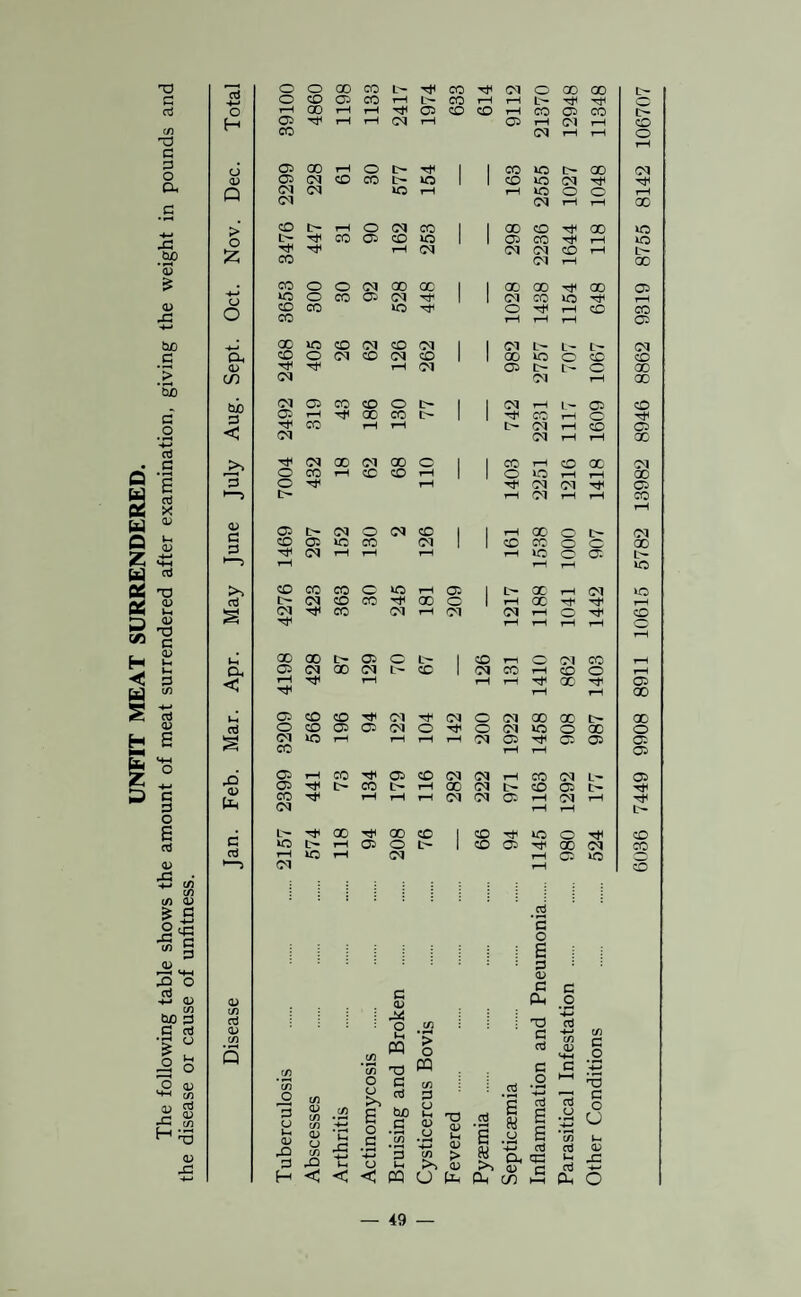 UNFIT MEAT SURRENDERED.
The following table shows the amount of meat surrendered after examination, giving the weight in pounds and
the disease or cause of unfitness.
Disease Jan. Feb. Mar. Apr. May June July Aug. Sept. Oct. Nov. Dec. Total
Tuberculosis ...... ...... 2157 2399 3209 4198 4276 1469 7004 2492 2468 3653 3476 2299 39100
Abscesses ...... ...... 574 441 566 428 423 297 432 319 405 300 447 228 4860
Arthritis ...... ...... 118 73 196 87 363 152 18 43 26 30 31 61 1198
Actinomycosis ...... ...... 94 134 94 129 30 130 62 186 62 92 90 30 1133
Bruising and Broken ...... 208 179 122 70 245 2 68 130 126 528 162 577 2417
Cysticercus Bovis ...... 76 116 104 67 181 126 110 77 262 448 253 154 1974
Fevered ...... ...... — 282 142 — 209 — — — — — — — 633
Pyæmia ...... ...... 66 222 200 126 — — — — — — — — 614
Septicæmia ...... ...... 94 971 1922 131 1217 161 1403 742 982 1028 298 163 9112
Inflammation and Pneumonia...... 1145 1163 1458 1410 1188 1538 2251 2231 2757 1438 2236 2555 21370
Parasitical Infestation ...... 980 1292 908 862 1041 1000 1216 1117 707 1154 1644 1027 12948
Other Conditions ...... 524 177 987 1403 1442 907 1418 1609 1067 648 118 1048 11348
6036 7449 9908 8911 10615 5782 13982 8946 8862 9319 8755 8142 106707
— 49 —